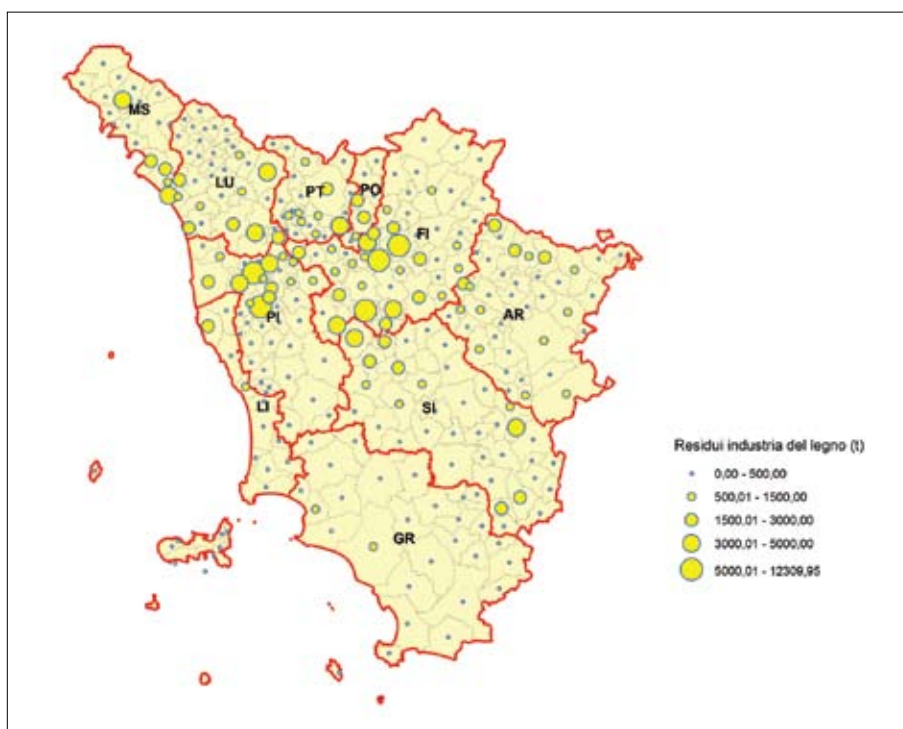 MS
LU
PT
PO
FI
PI
AR
LI
SI
GR
Residui industria del legno (t)
0,00 - 500,00
500,01 - 1500,00
1500,01 - 3000,00
3000,01 - 5000,00
5000,01 - 12309,95